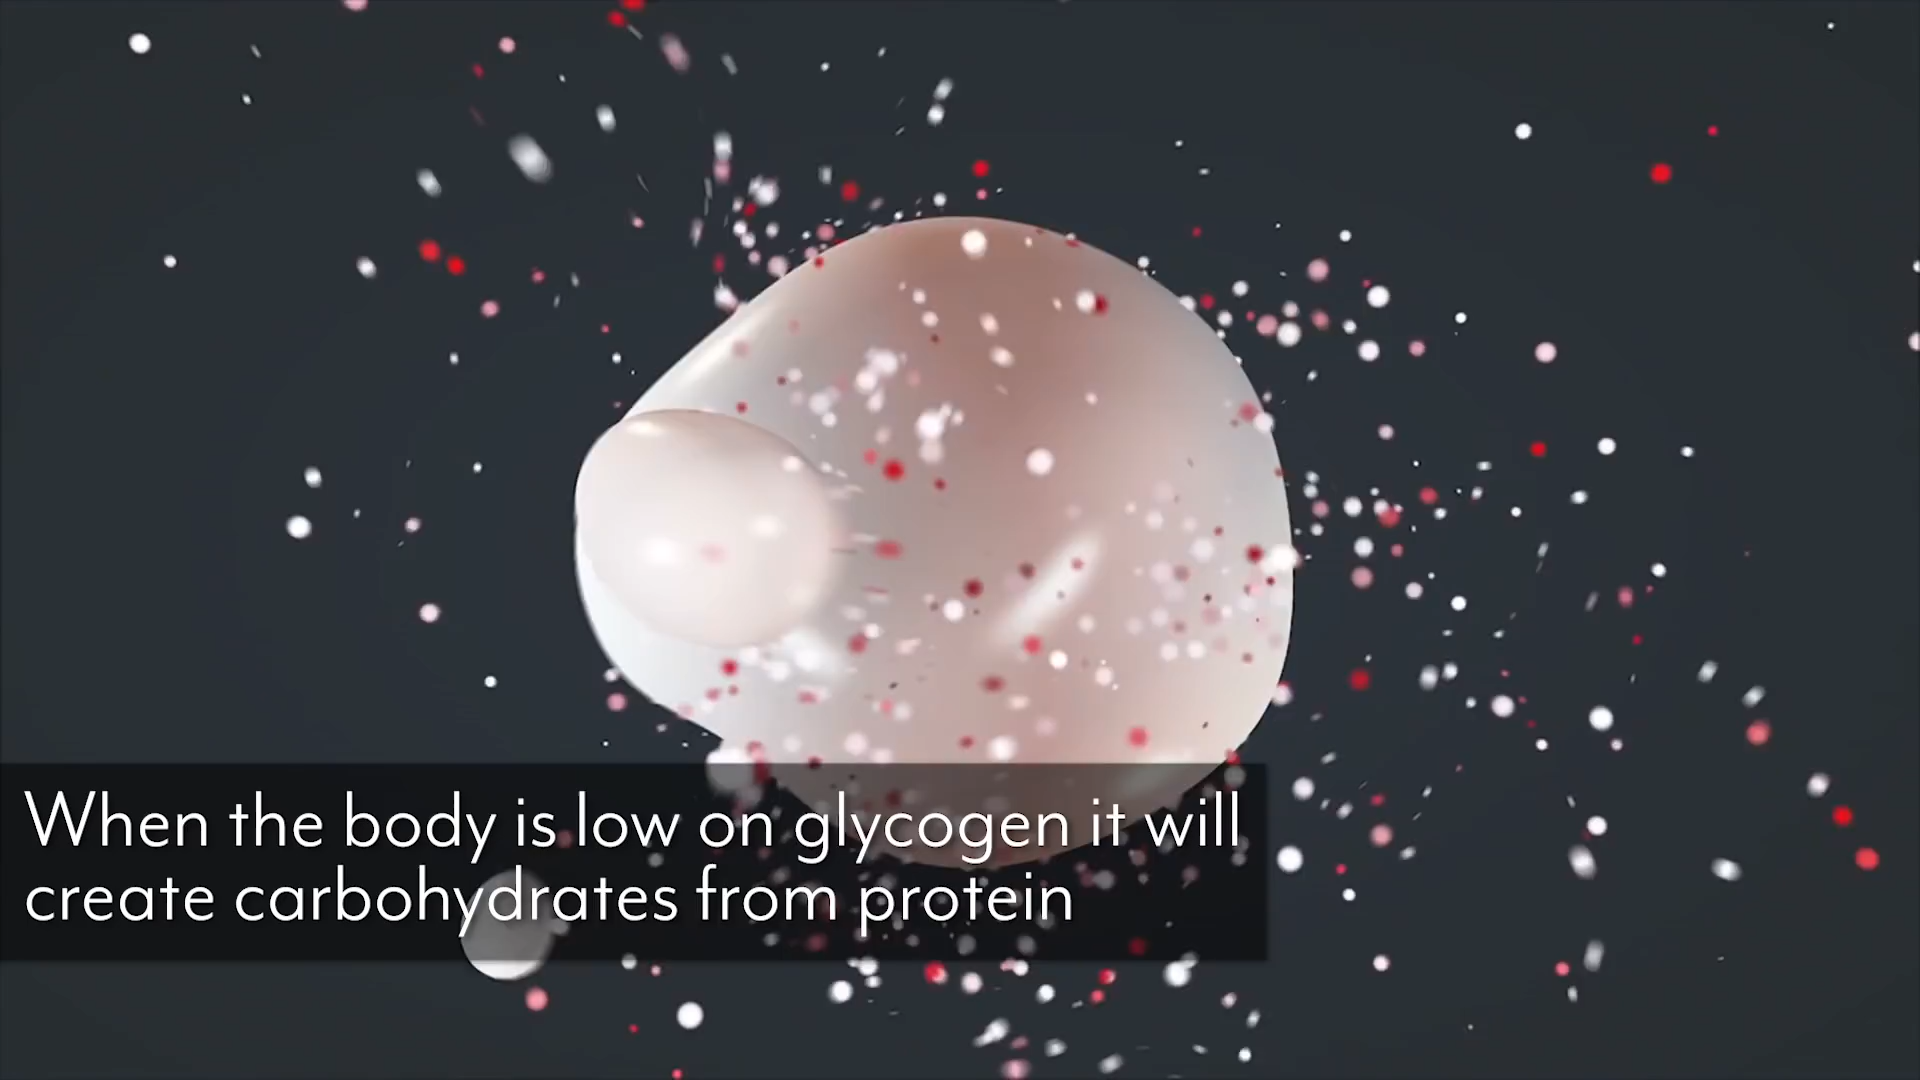 When the body is low on glycogen it will
create carbohydrates from protein